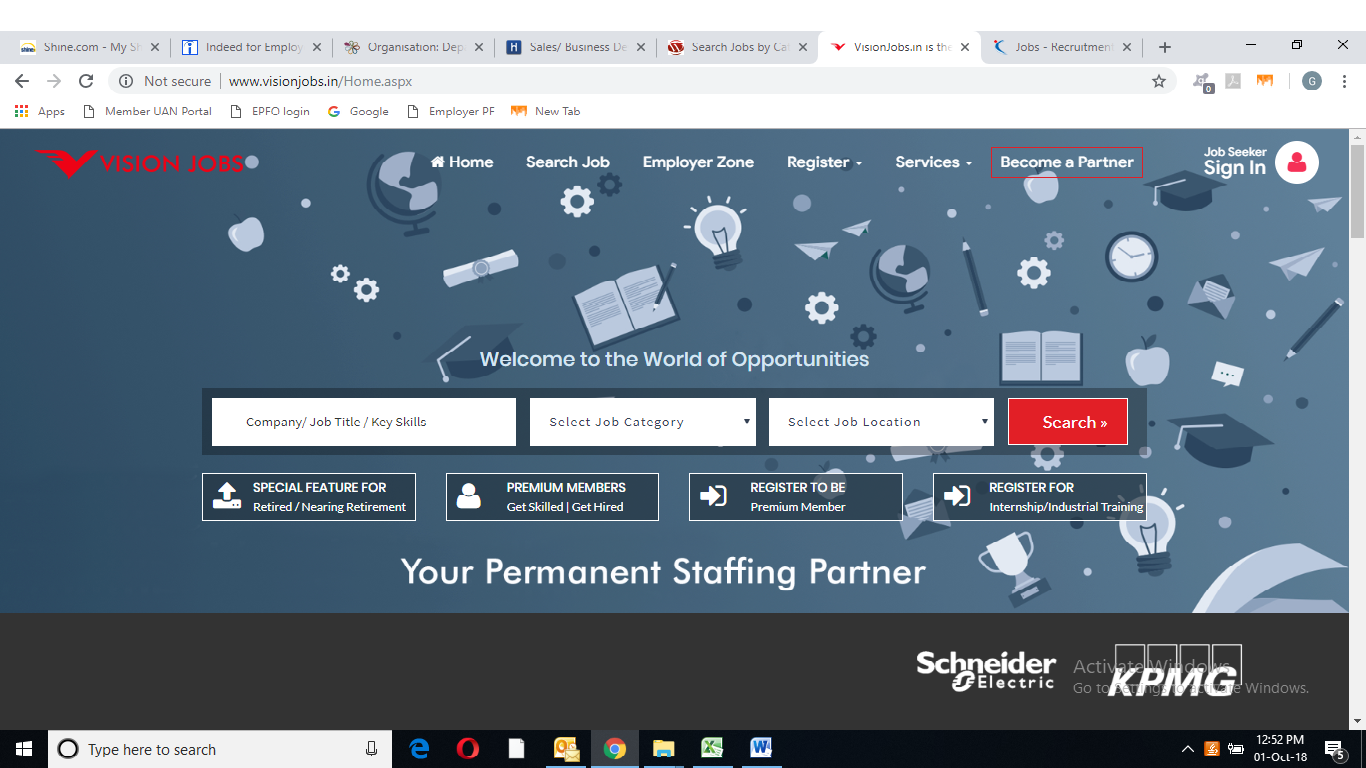 Shine.com - My Sh
Indeed for Employ
Organisation: Dep
Sales/ Business De
Search Jobs by Cat
VisionJobs.in is the
Jobs - Recruitment
Not secure
www.visionjobs.in/Home.aspx
0
G
Apps
Member UAN Portal
EPFO login
Google
Employer PF
New Tab
VISION JOBS
Home
Search Job
Employer Zone
Register
Services
Become a Partner
Job Seeker
Sign In
Welcome to the World of Opportunities
Company/ Job Title / Key Skills
Select Job Category
Select Job Location
Search »
SPECIAL FEATURE FOR
Retired / Nearing Retirement
PREMIUM MEMBERS
Get Skilled | Get Hired
REGISTER TO BE
Premium Member
REGISTER FOR
Internship/Industrial Training
Your Permanent Staffing Partner
Schneider
Electric
KPMG
Activate Windows
Go to Settings to activate Windows.
Type here to search
12:52 PM
01-Oct-18
5